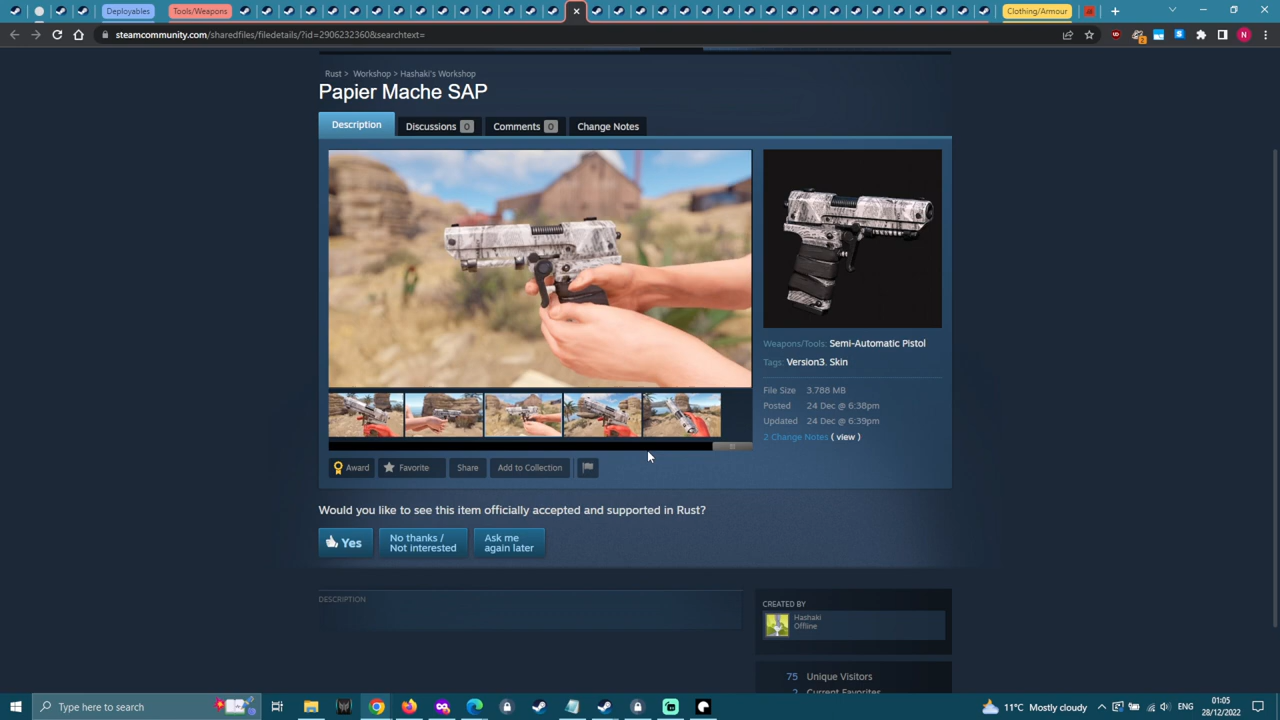 Deployables
Tools/Weapons
Clothing/Armour
steamcommunity.com/sharedfiles/filedetails/?id=2906232360&searchtext=
N
Rust > Workshop > Hashaki's Workshop
Papier Mache SAP
Description
Discussions 0
Comments 0
Change Notes
Weapons/Tools: Semi-Automatic Pistol
Tags: Version3, Skin
File Size 3.788 MB
Posted 24 Dec @ 6:38pm
Updated 24 Dec @ 6:39pm
2 Change Notes ( view )
Award
Favorite
Share
Add to Collection
Would you like to see this item officially accepted and supported in Rust?
Yes
No thanks /
Not interested
Ask me
again later
DESCRIPTION
CREATED BY
Hashaki
Offline
75 Unique Visitors
2 Current Favorites
Type here to search
11°C Mostly cloudy
ENG
01:05
28/12/2022